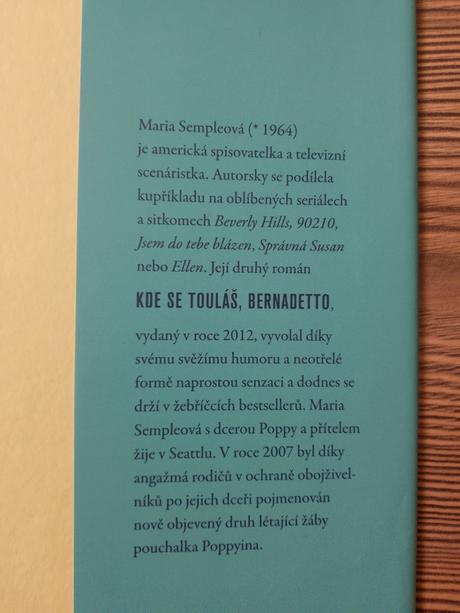 Maria Sempleová (* 1964)
je americká spisovatelka a televizní
scenáristka. Autorsky se podílela
kupříkladu na oblíbených seriálech
a sitkomech Beverly Hills, 90210,
Jsem do tebe blázen, Správná Susan
nebo Ellen. Její druhý román
KDE SE TOULÁŠ, BERNADETTO,
vydaný v roce 2012, vyvolal díky
svému svěžímu humoru a neotřelé
formě naprostou senzaci a dodnes se
drží v žebříčcích bestsellerů. Maria
Sempleová s dcerou Poppy a přítelem
žije v Seattlu. V roce 2007 byl díky
angažmá rodičů v ochraně obojživel-
níků po jejich dceři pojmenován
nově objevený druh létající žáby
pouchalka Poppyina.